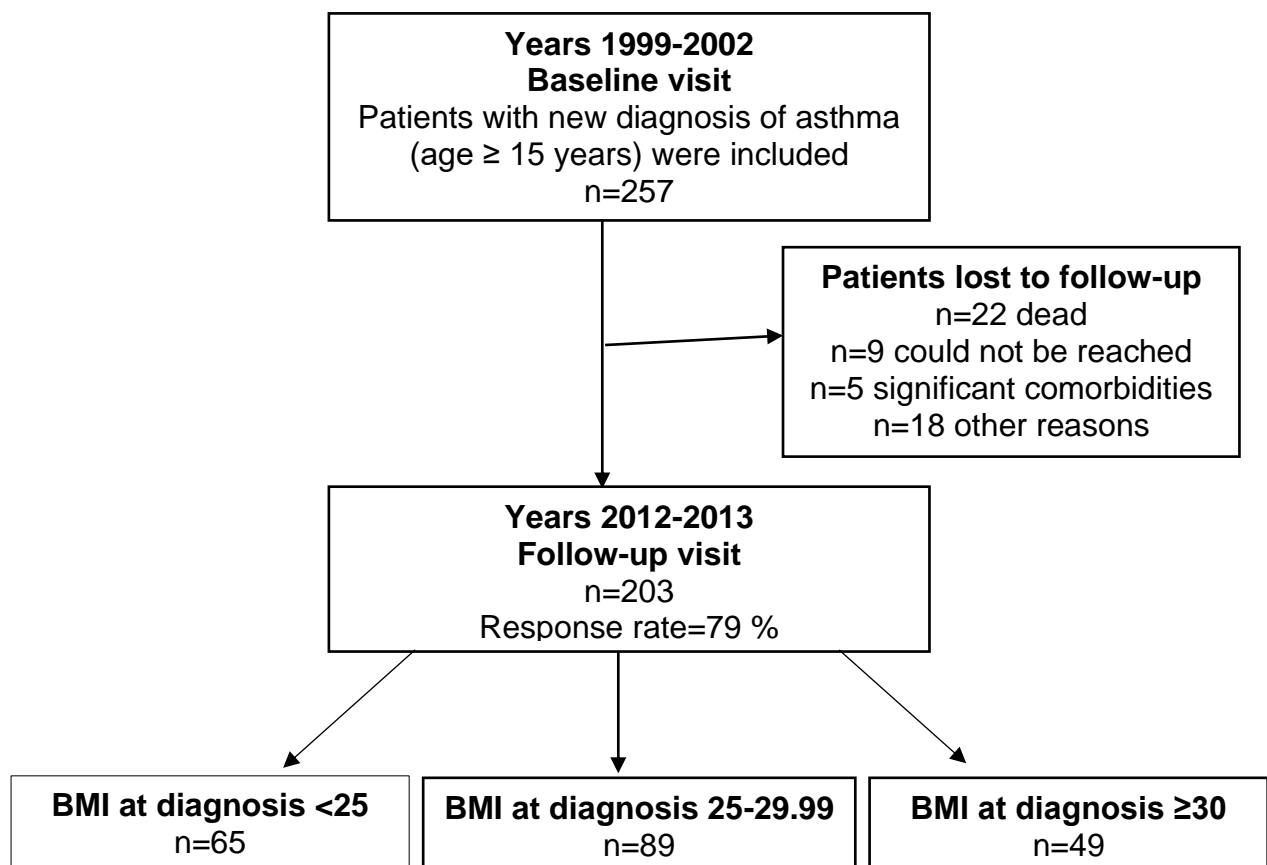 Years 1999-2002
Baseline visit
Patients with new diagnosis of asthma
(age ≥ 15 years) were included
n=257
Patients lost to follow-up
n=22 dead
n=9 could not be reached
n=5 significant comorbidities
n=18 other reasons
Years 2012-2013
Follow-up visit
n=203
Response rate=79 %
BMI at diagnosis <25
n=65
BMI at diagnosis 25-29.99
n=89
BMI at diagnosis ≥30
n=49